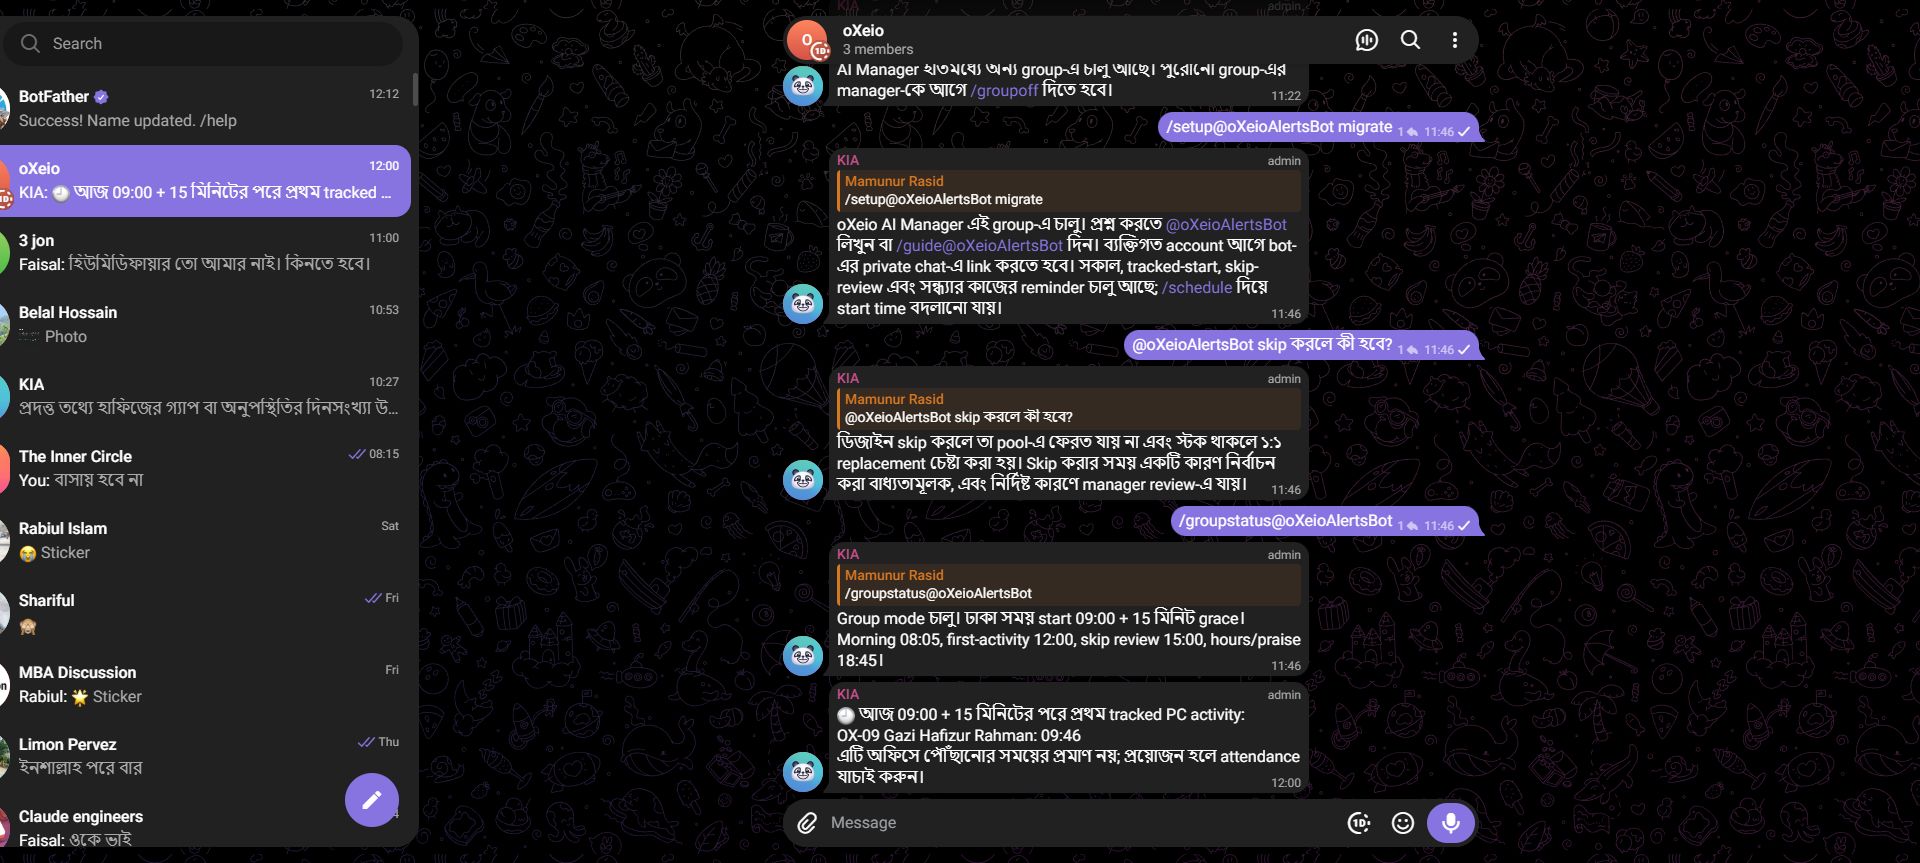 Search
BotFather 12:12
Success! Name updated. /help
oXeio 12:00
KIA: 🕘 আজ 09:00 + 15 মিনিটের পরে প্রথম tracked ...
3 jon 11:00
Faisal: হিউমিডিফায়ার তো আমার নাই। কিনতে হবে।
Belal Hossain 10:53
Photo
KIA 10:27
প্রদত্ত তথ্যে হাফিজের গ্যাপ বা অনুপস্থিতির দিনসংখ্যা উ...
The Inner Circle 08:15
You: বাসায় হবে না
Rabiul Islam Sat
😭 Sticker
Shariful Fri
🙈
MBA Discussion Fri
Rabiul: 🌟 Sticker
Limon Pervez Thu
ইনশাল্লাহ পরে বার
Claude engineers
Faisal: ওকে ভাই
oXeio
3 members
AI Manager ইতিমধ্যে অন্য group-এ চালু আছে। পুরোনো group-এর
manager-কে আগে /groupoff দিতে হবে।
11:22
/setup@oXeioAlertsBot migrate 1 11:46
KIA admin
Mamunur Rasid
/setup@oXeioAlertsBot migrate
oXeio AI Manager এই group-এ চালু। প্রশ্ন করতে @oXeioAlertsBot
লিখুন বা /guide@oXeioAlertsBot দিন। ব্যক্তিগত account আগে bot-
এর private chat-এ link করতে হবে। সকাল, tracked-start, skip-
review এবং সন্ধ্যার কাজের reminder চালু আছে; /schedule দিয়ে
start time বদলানো যায়।
11:46
@oXeioAlertsBot skip করলে কী হবে? 1 11:46
KIA admin
Mamunur Rasid
@oXeioAlertsBot skip করলে কী হবে?
ডিজাইন skip করলে তা pool-এ ফেরত যায় না এবং স্টক থাকলে ১:১
replacement চেষ্টা করা হয়। Skip করার সময় একটি কারণ নির্বাচন
করা বাধ্যতামূলক, এবং নির্দিষ্ট কারণে manager review-এ যায়।
11:46
/groupstatus@oXeioAlertsBot 1 11:46
KIA admin
Mamunur Rasid
/groupstatus@oXeioAlertsBot
Group mode চালু। ঢাকা সময় start 09:00 + 15 মিনিট grace।
Morning 08:05, first-activity 12:00, skip review 15:00, hours/praise
18:45।
11:46
KIA admin
🕘 আজ 09:00 + 15 মিনিটের পরে প্রথম tracked PC activity:
OX-09 Gazi Hafizur Rahman: 09:46
এটি অফিসে পৌঁছানোর সময়ের প্রমাণ নয়; প্রয়োজন হলে attendance
যাচাই করুন।
12:00
Message